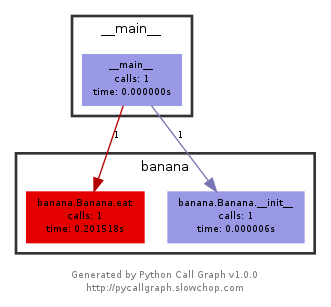 __main__
__main__
calls: 1
time: 0.000000s
1
1
banana
banana.Banana.eat
calls: 1
time: 0.201518s
banana.Banana.__init__
calls: 1
time: 0.000006s
Generated by Python Call Graph v1.0.0
http://pycallgraph.slowchop.com